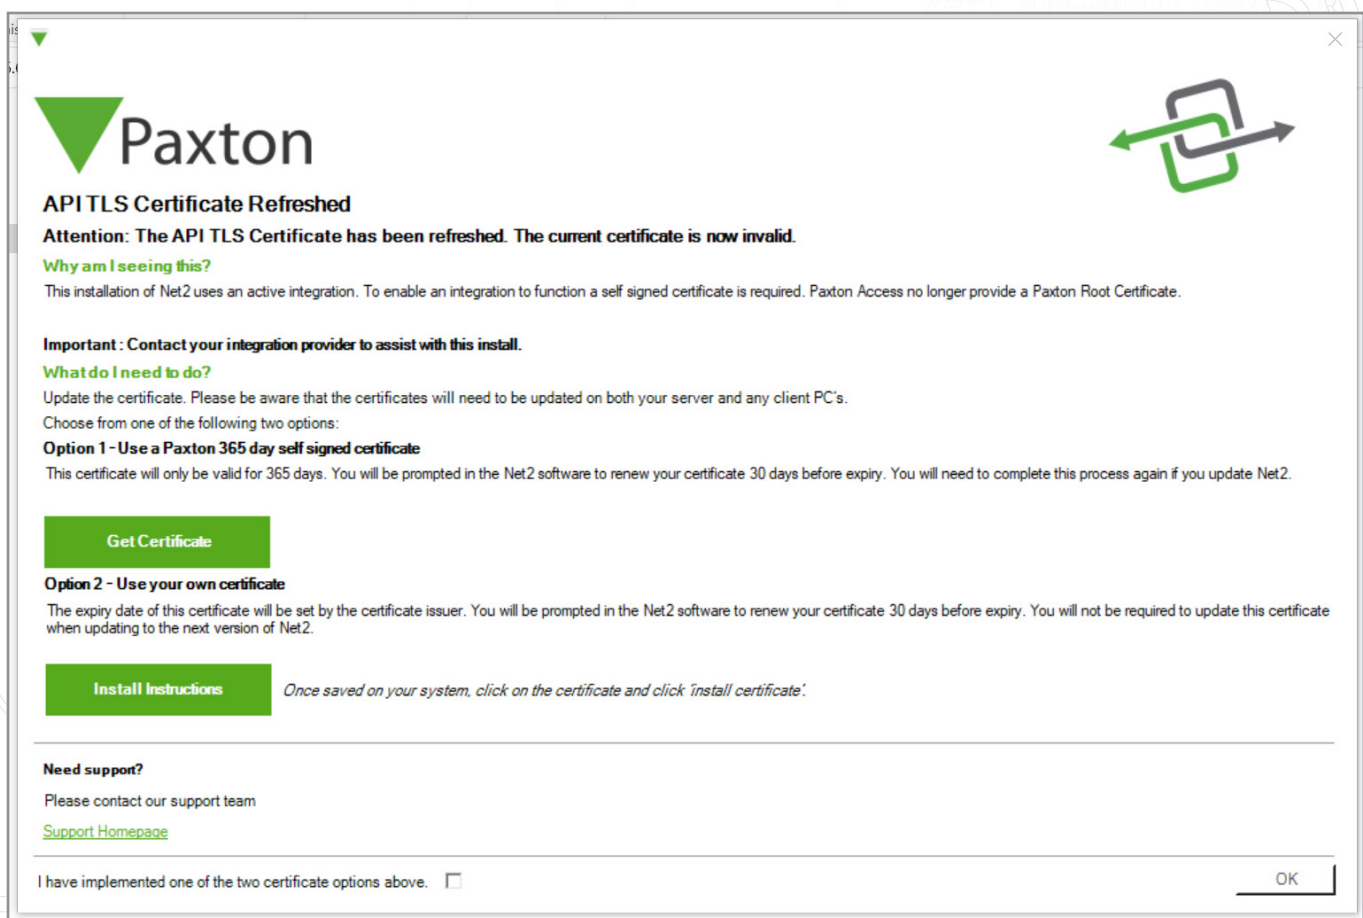 Paxton
API TLS Certificate Refreshed
Attention: The API TLS Certificate has been refreshed. The current certificate is now invalid.
Why am I seeing this?
This installation of Net2 uses an active integration. To enable an integration to function a self signed certificate is required. Paxton Access no longer provide a Paxton Root Certificate.
Important : Contact your integration provider to assist with this install.
What do I need to do?
Update the certificate. Please be aware that the certificates will need to be updated on both your server and any client PC's.
Choose from one of the following two options:
Option 1 - Use a Paxton 365 day self signed certificate
This certificate will only be valid for 365 days. You will be prompted in the Net2 software to renew your certificate 30 days before expiry. You will need to complete this process again if you update Net2.
Get Certificate
Option 2 - Use your own certificate
The expiry date of this certificate will be set by the certificate issuer. You will be prompted in the Net2 software to renew your certificate 30 days before expiry. You will not be required to update this certificate
when updating to the next version of Net2.
Install Instructions Once saved on your system, click on the certificate and click 'install certificate'.
Need support?
Please contact our support team
Support Homepage
I have implemented one of the two certificate options above. OK